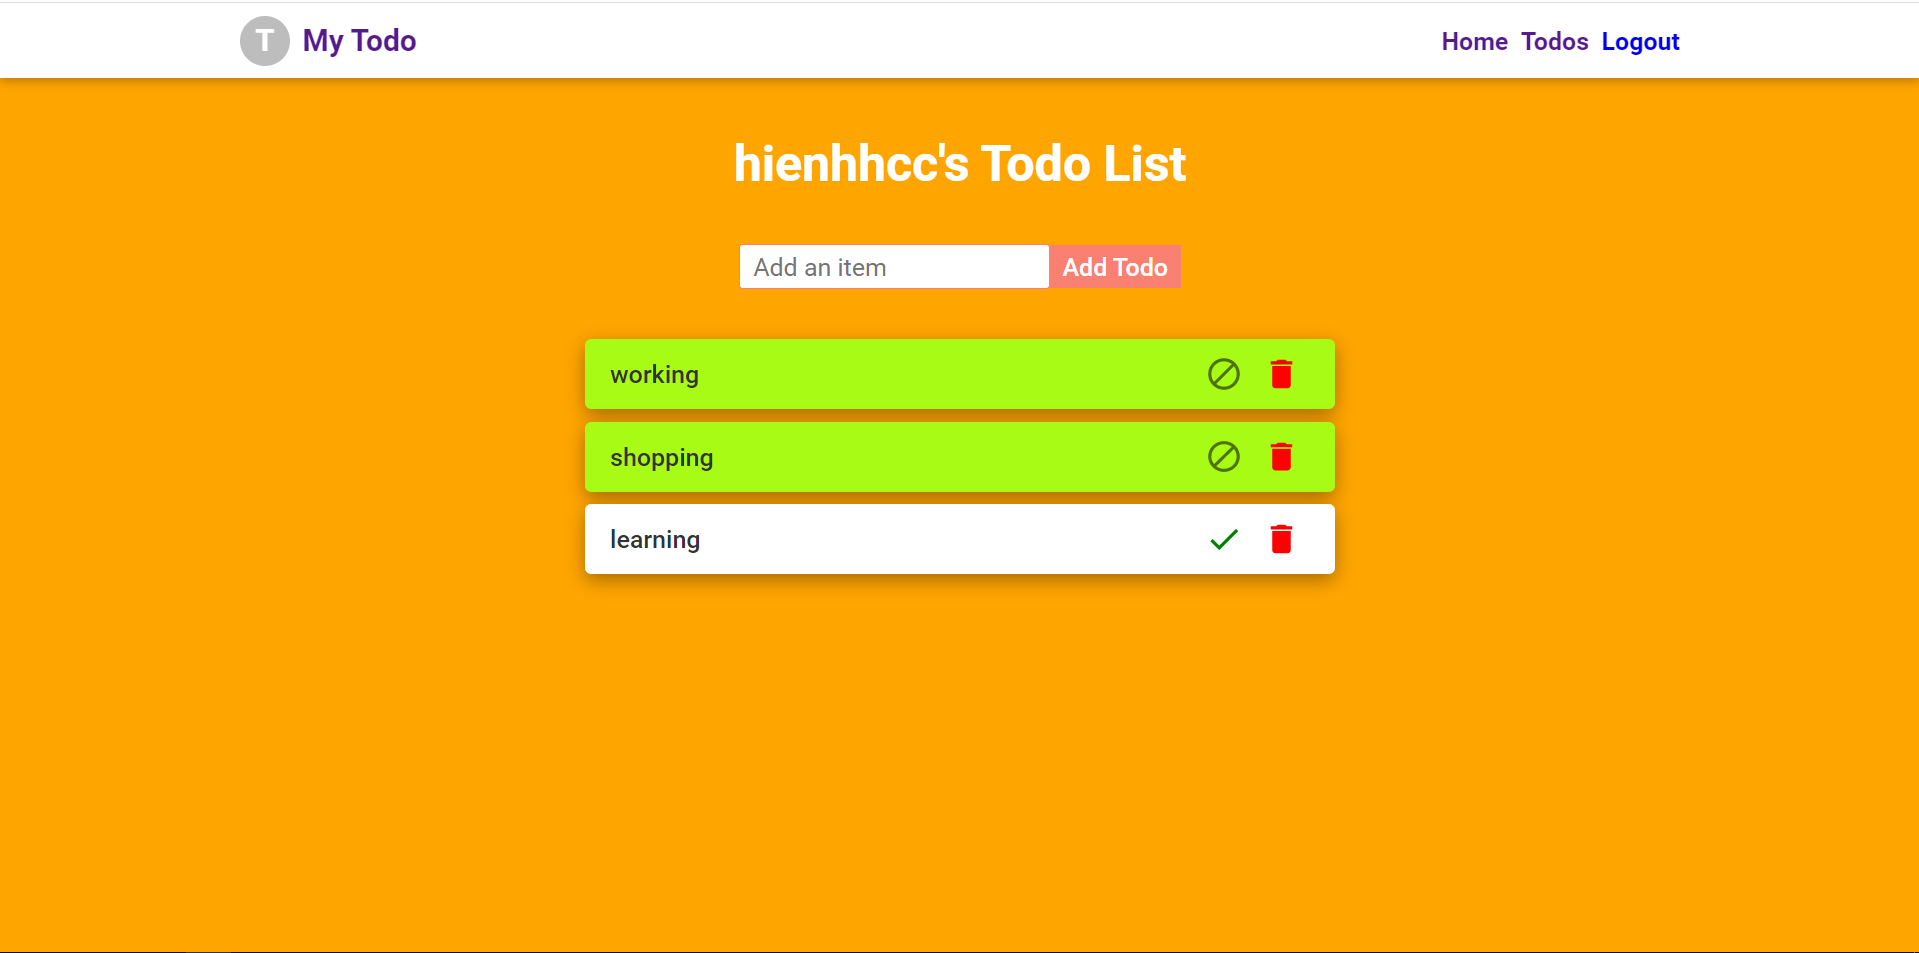 T My Todo Home Todos Logout
hienhhcc's Todo List
Add an item Add Todo
working
shopping
learning